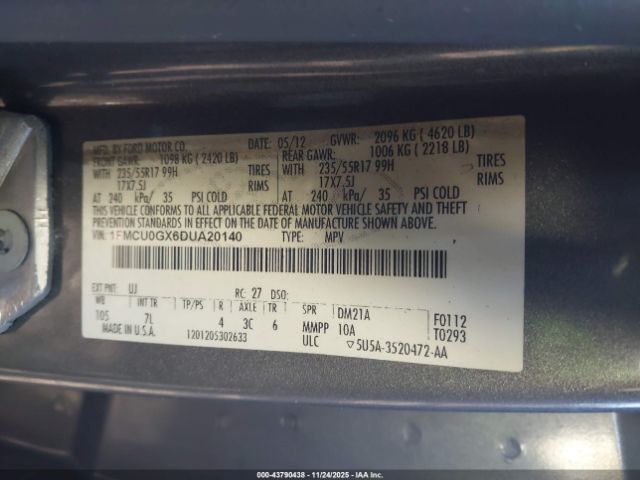 MFD. BY FORD MOTOR CO. DATE: 05/12 GVWR: 2096 KG ( 4620 LB)
FRONT GAWR: 1098 KG ( 2420 LB) REAR GAWR: 1006 KG ( 2218 LB)
WITH 235/55R17 99H TIRES WITH 235/55R17 99H TIRES
17X7.5J RIMS 17X7.5J RIMS
AT 240 kPa/ 35 PSI COLD AT 240 kPa/ 35 PSI COLD
THIS VEHICLE CONFORMS TO ALL APPLICABLE FEDERAL MOTOR VEHICLE SAFETY AND THEFT
PREVENTION STANDARDS IN EFFECT ON THE DATE OF MANUFACTURE SHOWN ABOVE.
VIN: 1FMCU0GX6DUA20140 TYPE: MPV
EXT PNT: UJ RC: 27 DSO:
WB INT TR TP/PS R AXLE TR SPR DM21A F0112
105 7L 4 3C 6 MMPP 10A T0293
MADE IN U.S.A. 1201205302633 ULC 5U5A-3520472-AA
000-43790438 - 11/24/2025 - IAAI.COM